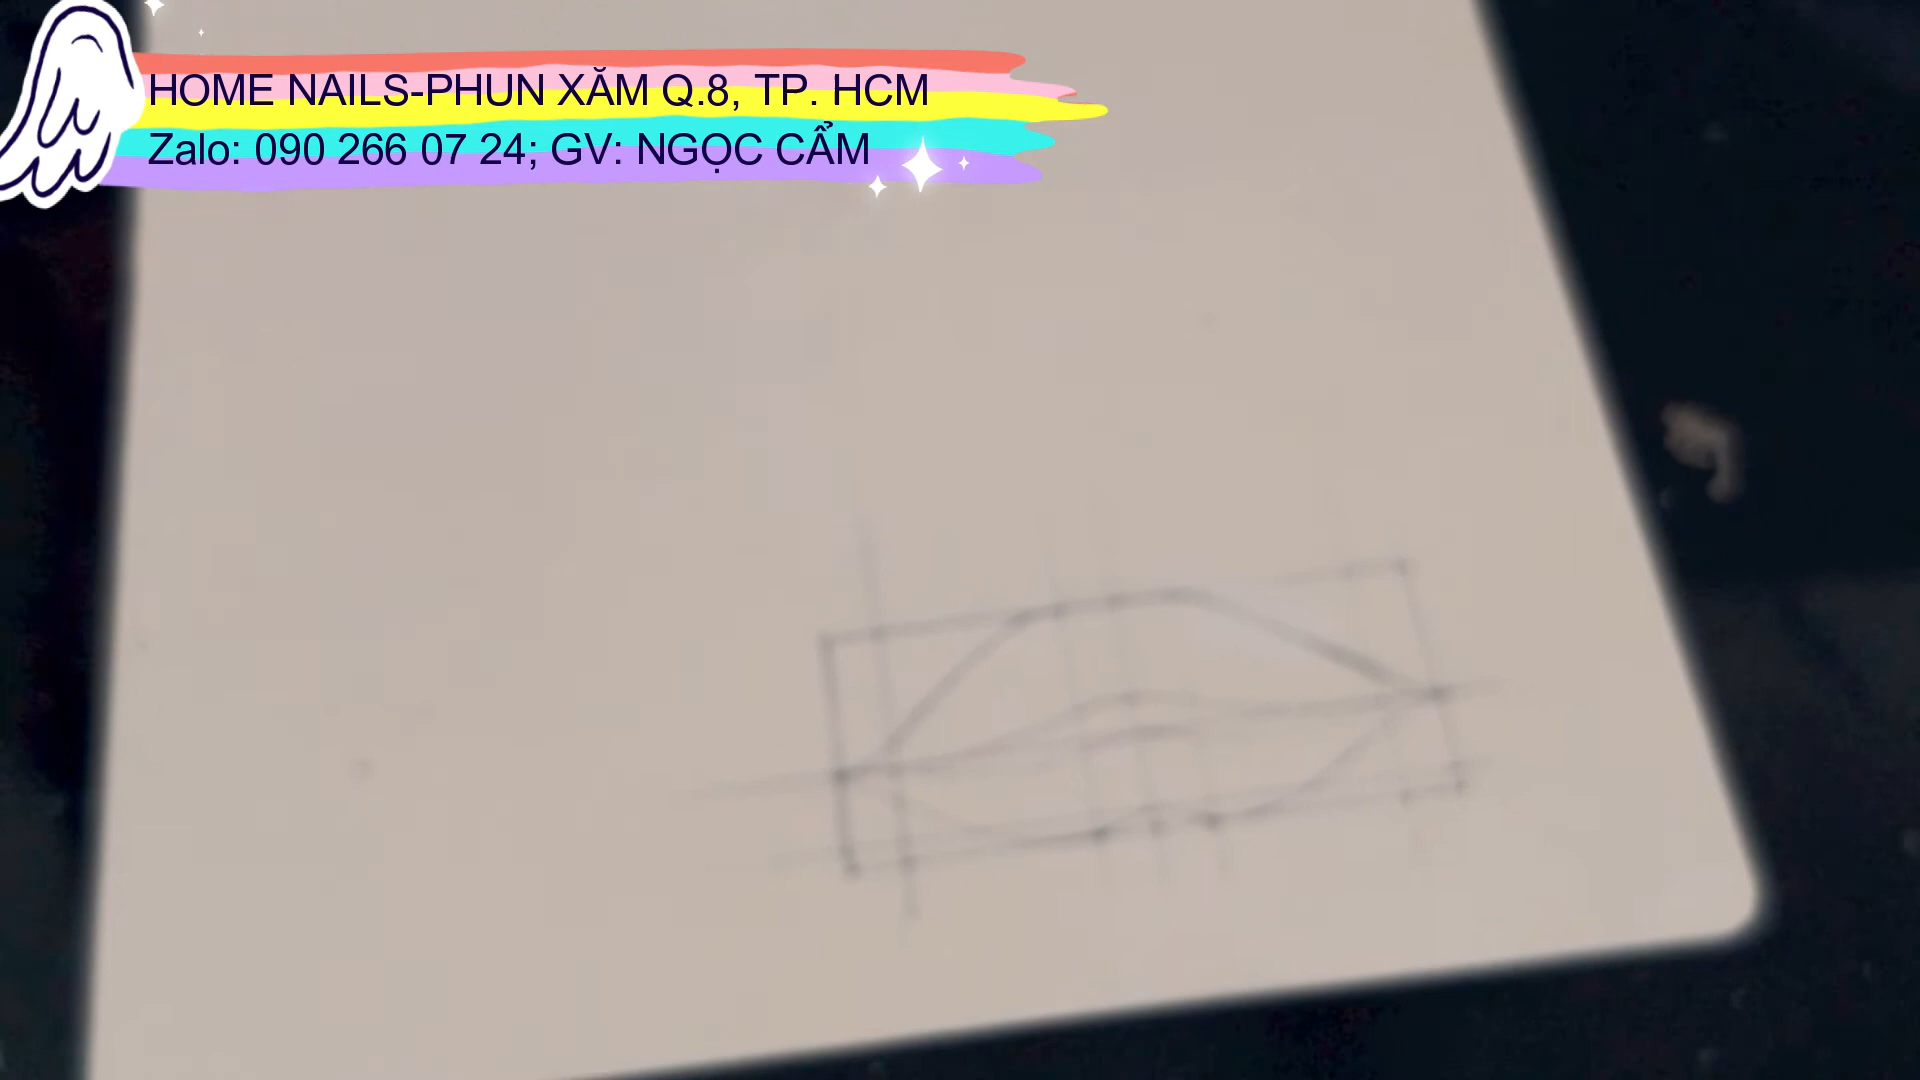 HOME NAILS-PHUN XĂM Q.8, TP. HCM
Zalo: 090 266 07 24; GV: NGỌC CẨM